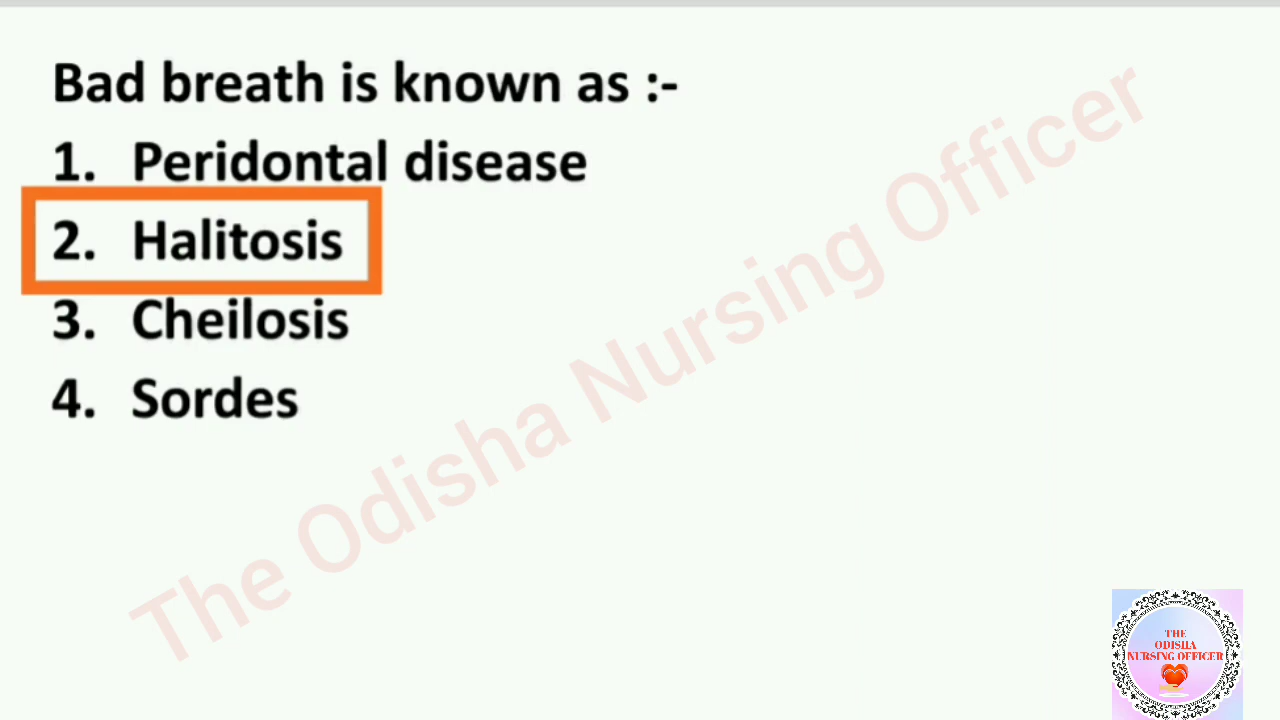 Bad breath is known as :-
1. Peridontal disease
2. Halitosis
3. Cheilosis
4. Sordes
The Odisha Nursing Officer
THE
ODISHA
NURSING OFFICER